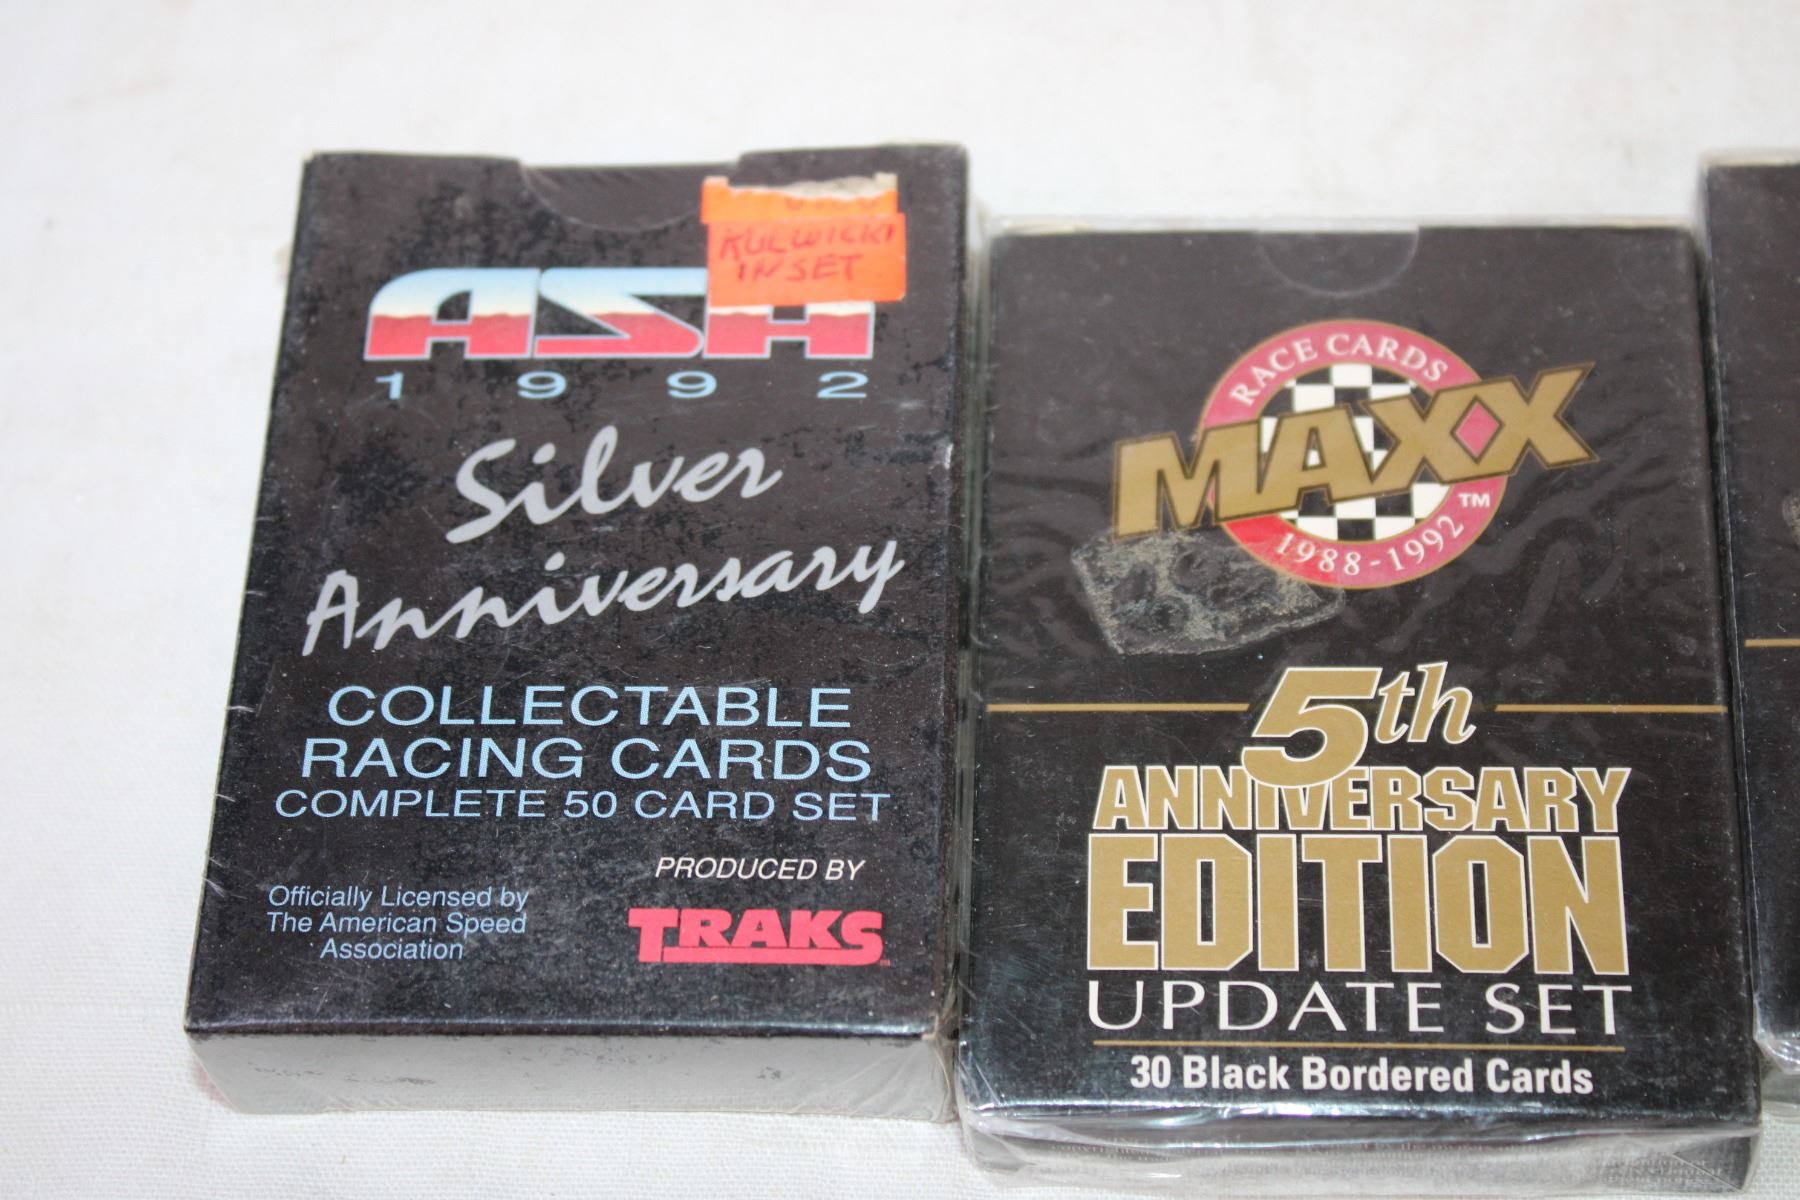 KULWICKI
IN SET
ASA
1992
Silver
Anniversary
COLLECTABLE
RACING CARDS
COMPLETE 50 CARD SET
PRODUCED BY
TRAKS
Officially Licensed by
The American Speed
Association
RACE CARDS
MAXX
TM
1988-1992
5th
ANNIVERSARY
EDITION
UPDATE SET
30 Black Bordered Cards